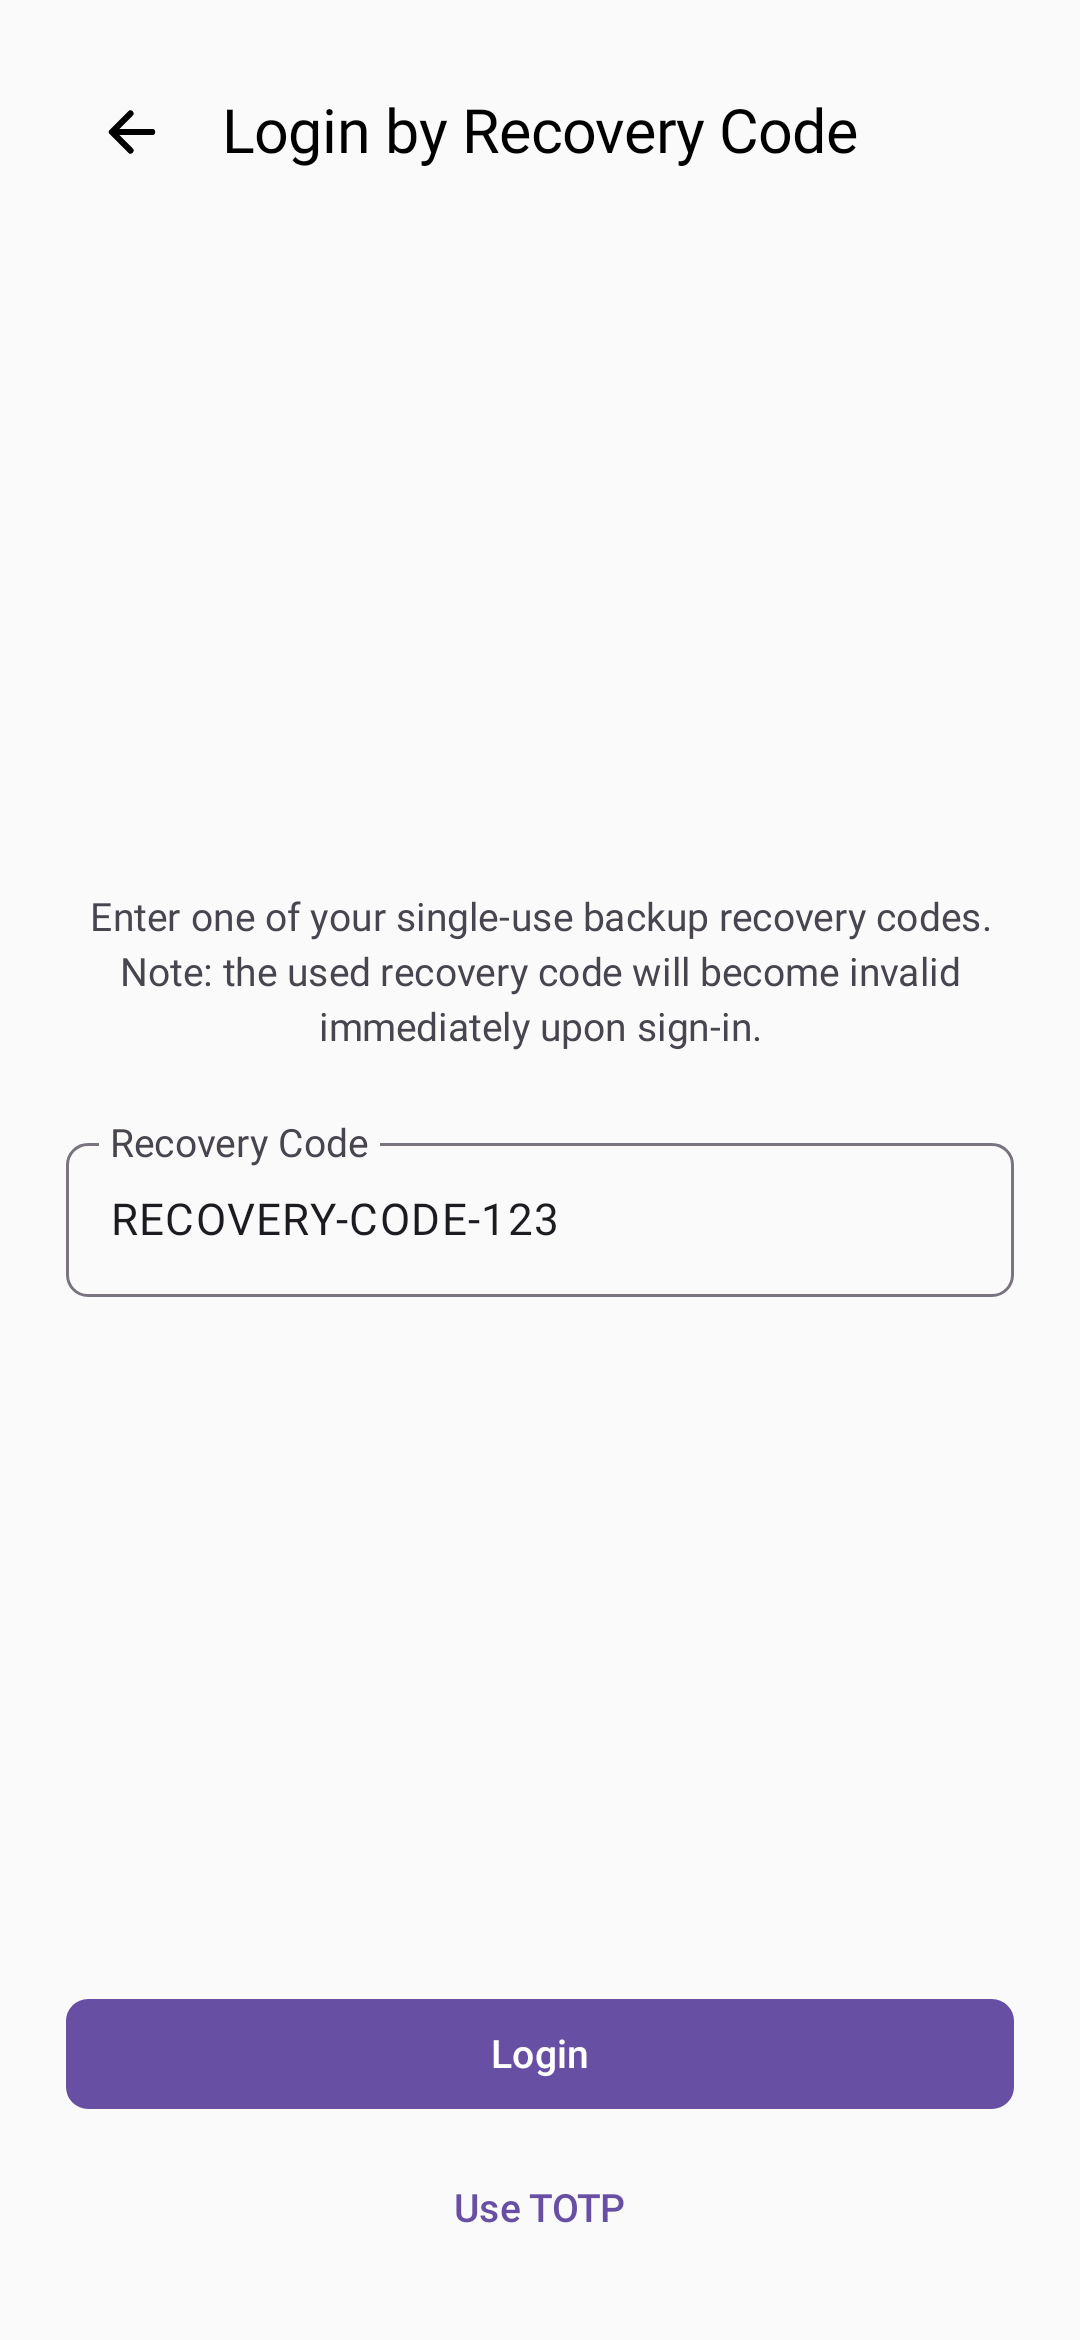 Login by Recovery Code
Enter one of your single-use backup recovery codes.
Note: the used recovery code will become invalid
immediately upon sign-in.
Recovery Code
RECOVERY-CODE-123
Login
Use TOTP